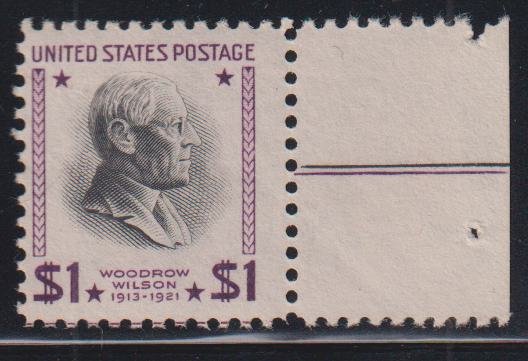 UNITED STATES POSTAGE
WOODROW
WILSON
$1 1913-1921 $1